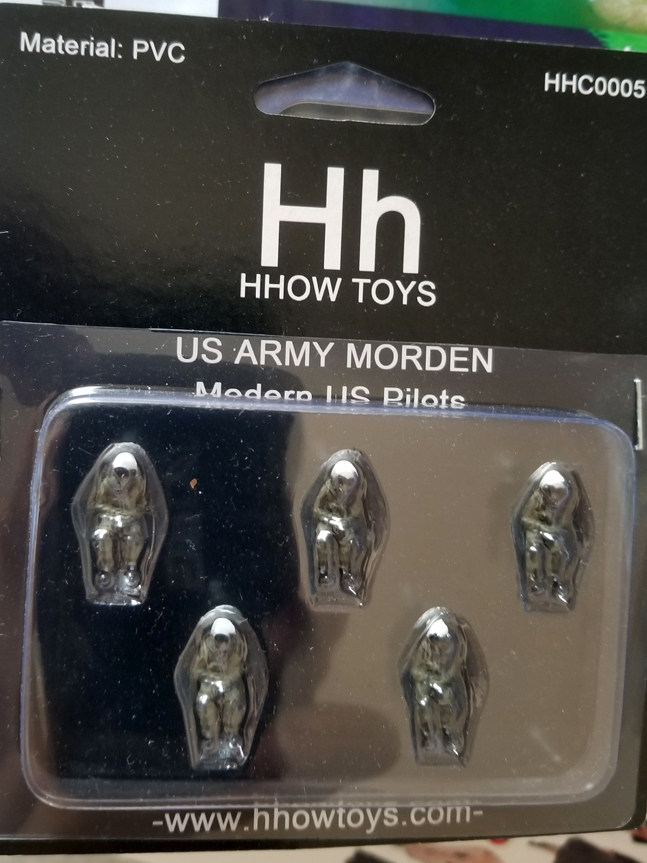 Material: PVC
HHC0005
Hh
HHOW TOYS
US ARMY MORDEN
Modern US Pilots
-www.hhowtoys.com-